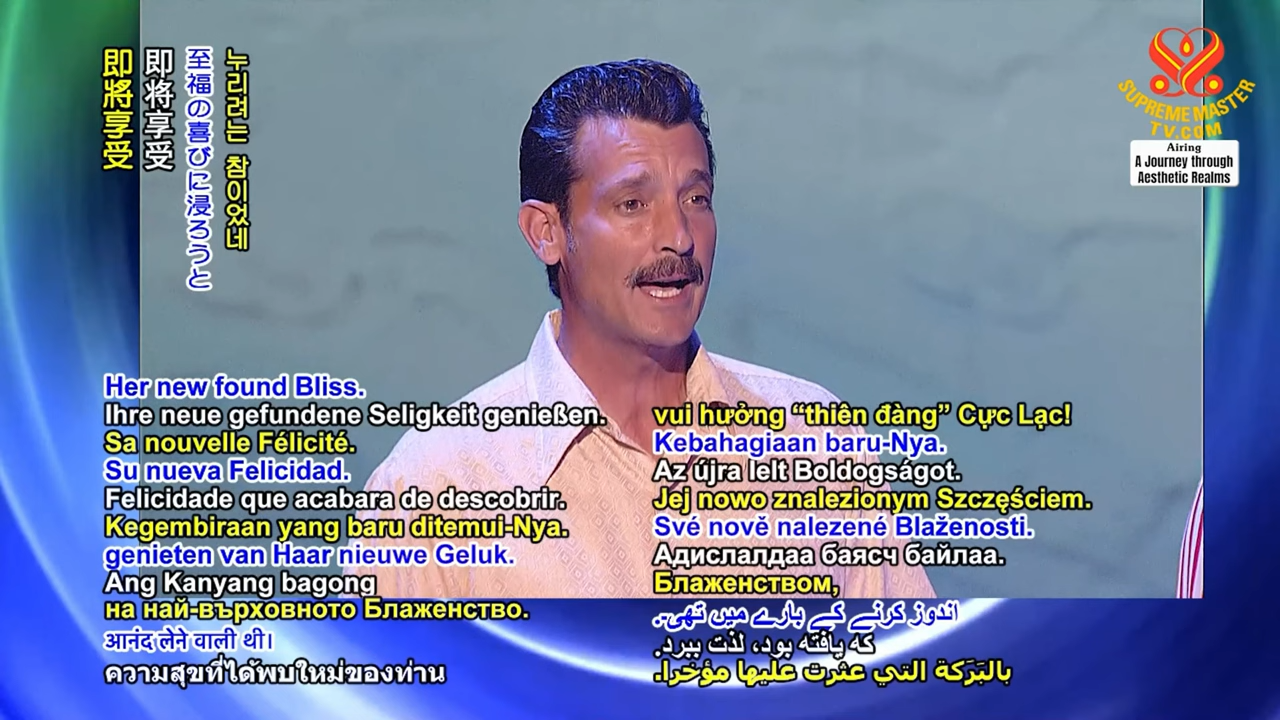 누리려는 참이었네
至福の喜びに浸ろうと
即将享受
即將享受
SUPREME MASTER
TV.COM
Airing
A Journey through
Aesthetic Realms
Her new found Bliss.
Ihre neue gefundene Seligkeit genießen.
Sa nouvelle Félicité.
Su nueva Felicidad.
Felicidade que acabara de descobrir.
Kegembiraan yang baru ditemui-Nya.
genieten van Haar nieuwe Geluk.
Ang Kanyang bagong
на най-върховното Блаженство.
आनंद लेने वाली थी।
ความสุขที่ได้พบใหม่ของท่าน
vui hưởng “thiên đàng” Cực Lạc!
Kebahagiaan baru-Nya.
Az újra lelt Boldogságot.
Jej nowo znalezionym Szczęściem.
Své nově nalezené Blaženosti.
Адислалдаа баясч байлаа.
Блаженством,
اندوز کرنے کے بارے میں تھی۔.
که یافته بود، لذت ببرد.
بالبَرَكة التي عثرت عليها مؤخرا.